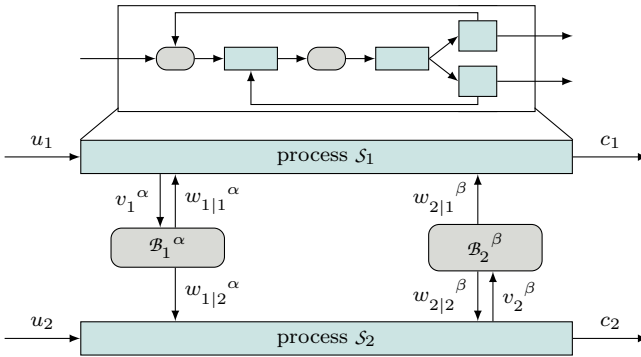 u₁ process 𝒮₁ c₁
v₁^α w₁|₁^α w₂|₁^β
ℬ₁^α ℬ₂^β
w₁|₂^α w₂|₂^β v₂^β
u₂ process 𝒮₂ c₂